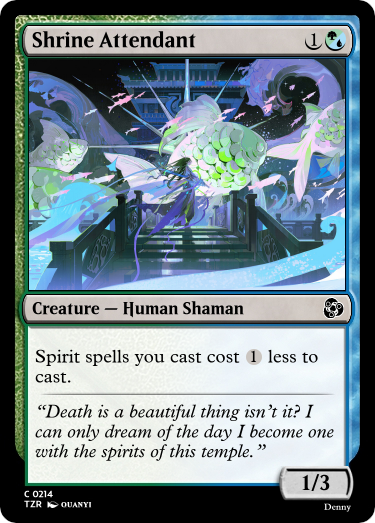 Shrine Attendant 1
Creature — Human Shaman
Spirit spells you cast cost 1 less to
cast.
“Death is a beautiful thing isn’t it? I
can only dream of the day I become one
with the spirits of this temple.”
1/3
C 0214
TZR OUANYI
Denny